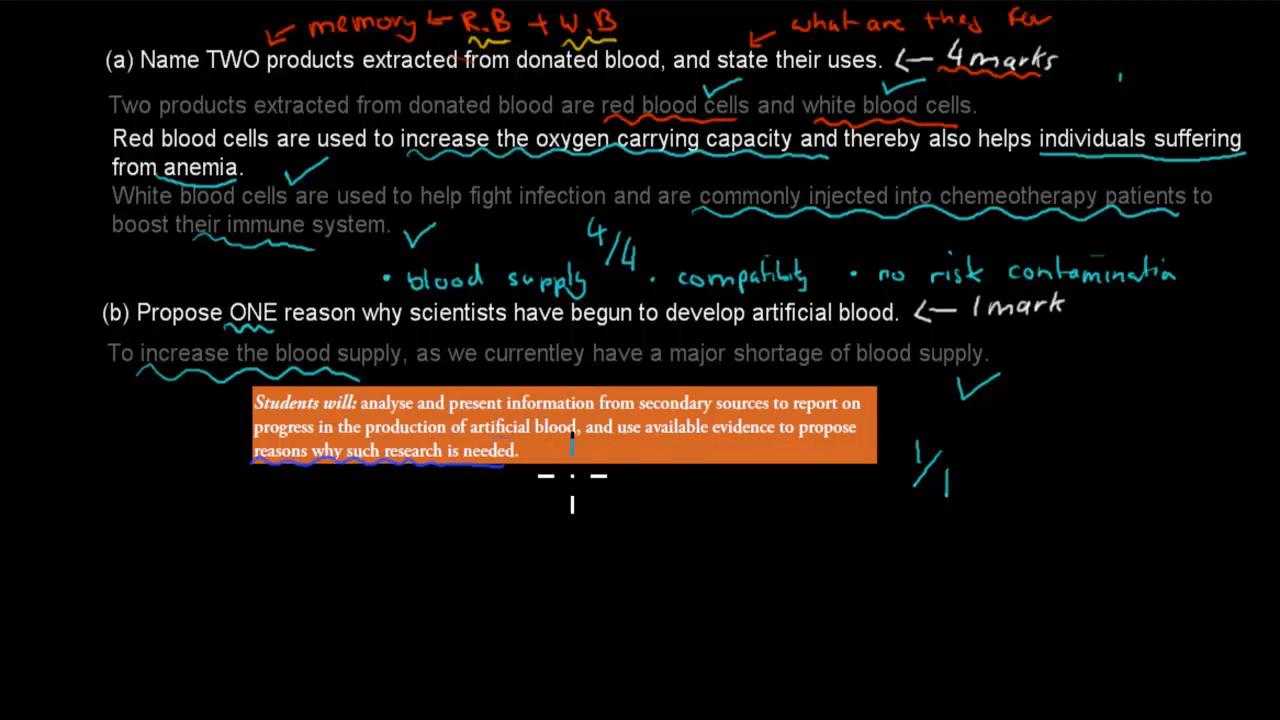 memory ← R.B + W.B what are they for
(a) Name TWO products extracted from donated blood, and state their uses. ← 4 marks
Two products extracted from donated blood are red blood cells and white blood cells.
Red blood cells are used to increase the oxygen carrying capacity and thereby also helps individuals suffering
from anemia.
White blood cells are used to help fight infection and are commonly injected into chemeotherapy patients to
boost their immune system.
4/4
• blood supply • compatibility • no risk contamination
(b) Propose ONE reason why scientists have begun to develop artificial blood. ← 1 mark
To increase the blood supply, as we currentley have a major shortage of blood supply.
Students will: analyse and present information from secondary sources to report on
progress in the production of artificial blood, and use available evidence to propose
reasons why such research is needed.
1/1